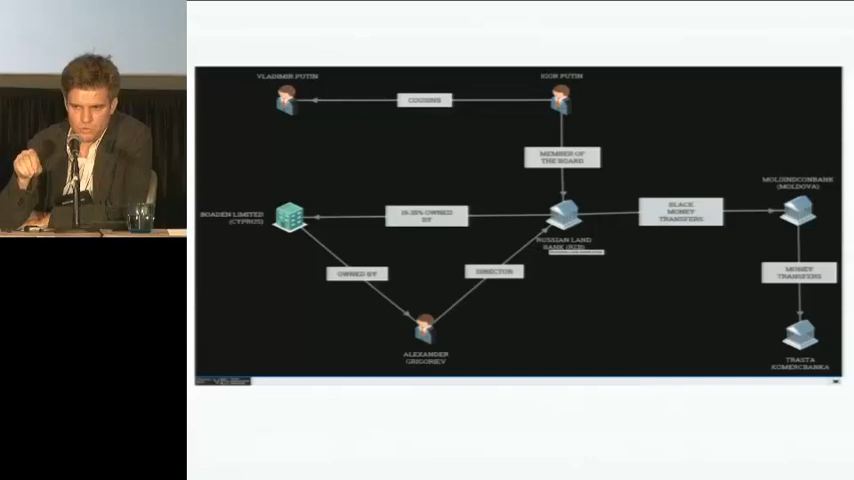 VLADIMIR PUTIN
IGOR PUTIN
COUSINS
MEMBER OF
THE BOARD
MOLDINDCONBANK
(MOLDOVA)
BOADEN LIMITED
(CYPRUS)
OWNED
BY
BLACK
MONEY
TRANSFERS
RUSSIAN LAND
BANK (RZB)
OWNED BY
DIRECTOR
MONEY
TRANSFERS
ALEXANDER
GRIGORIEV
TRASTA
KOMERCBANKA